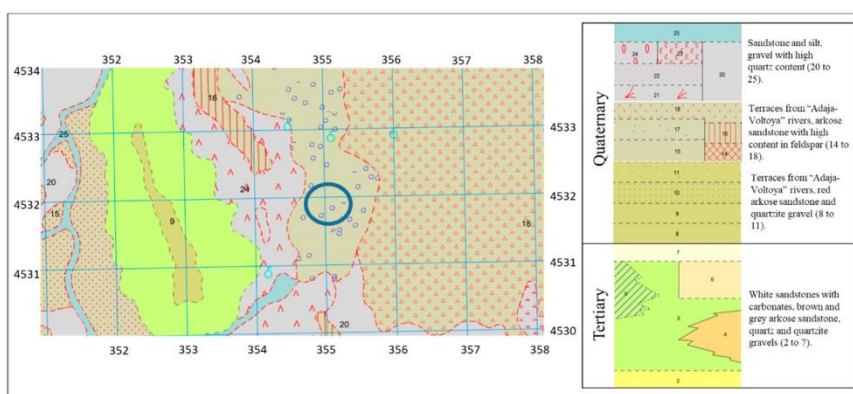 352 353 354 355 356 357 358
4534
4533
4532
4531
16
25
20
15
9
24
18
20
4533
4532
4531
4530
352 353 354 355 356 357 358
Quaternary
25
24 23 20
22
21
Sandstone and silt,
gravel with high
quartz content (20 to
25).
18
17 16
15 14
Terraces from “Adaja-
Voltoya” rivers, arkose
sandstone with high
content in feldspar (14 to
18).
11
10
9
8
Terraces from “Adaja-
Voltoya” rivers, red
arkose sandstone and
quartzite gravel (8 to
11).
Tertiary
7
6
4
2
White sandstones with
carbonates, brown and
grey arkose sandstone,
quartz and quartzite
gravels (2 to 7).